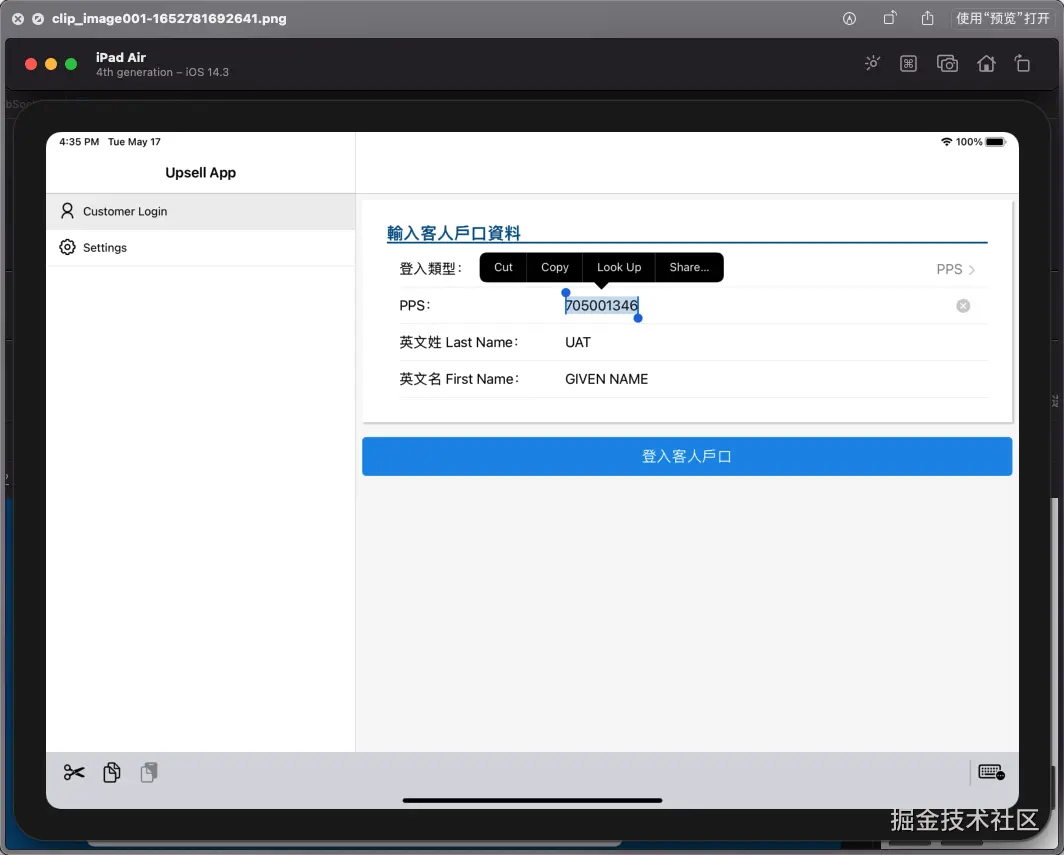 clip_image001-1652781692641.png
使用“预览”打开
iPad Air
4th generation – iOS 14.3
4:35 PM Tue May 17
100%
Upsell App
Customer Login
Settings
輸入客人戶口資料
登入類型：
Cut Copy Look Up Share...
PPS
PPS：
705001346
英文姓 Last Name：
UAT
英文名 First Name：
GIVEN NAME
登入客人戶口
掘金技术社区